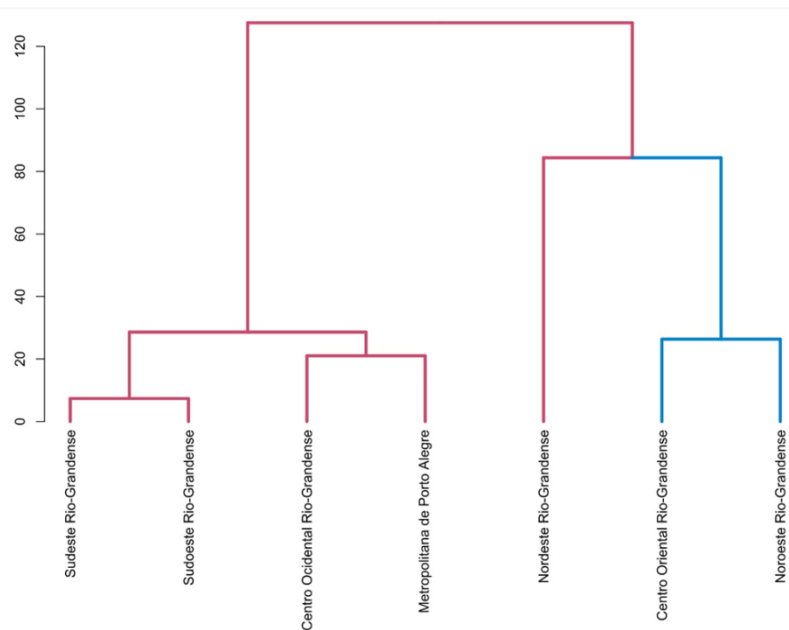 120
100
80
60
40
20
0
Sudeste Rio-Grandense
Sudoeste Rio-Grandense
Centro Ocidental Rio-Grandense
Metropolitana de Porto Alegre
Nordeste Rio-Grandense
Centro Oriental Rio-Grandense
Noroeste Rio-Grandense